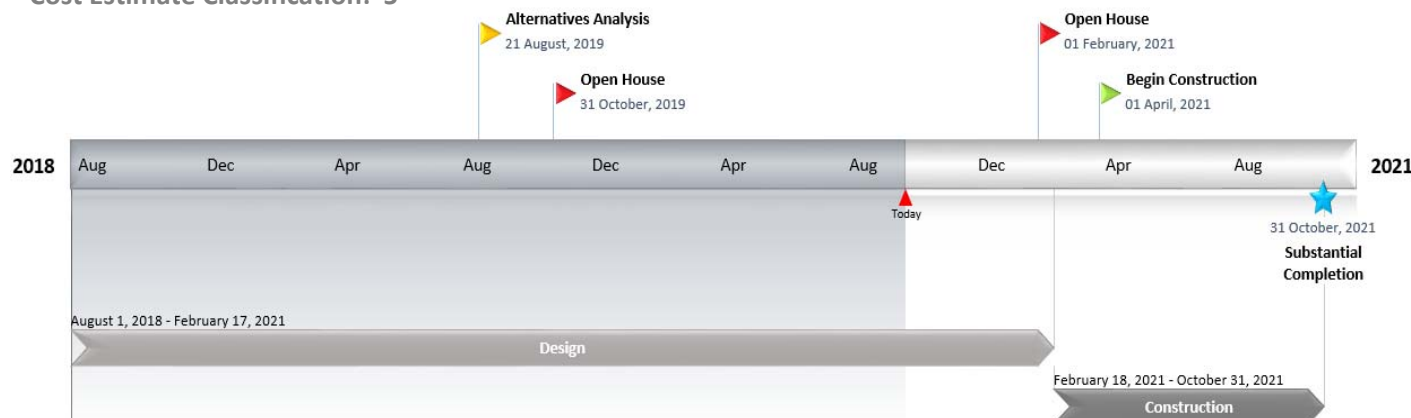 Cost Estimate Classification: 3
Alternatives Analysis
21 August, 2019
Open House
01 February, 2021
Open House
31 October, 2019
Begin Construction
01 April, 2021
2018 Aug Dec Apr Aug Dec Apr Aug Dec Apr Aug 2021
Today
31 October, 2021
Substantial
Completion
August 1, 2018 - February 17, 2021
Design
February 18, 2021 - October 31, 2021
Construction